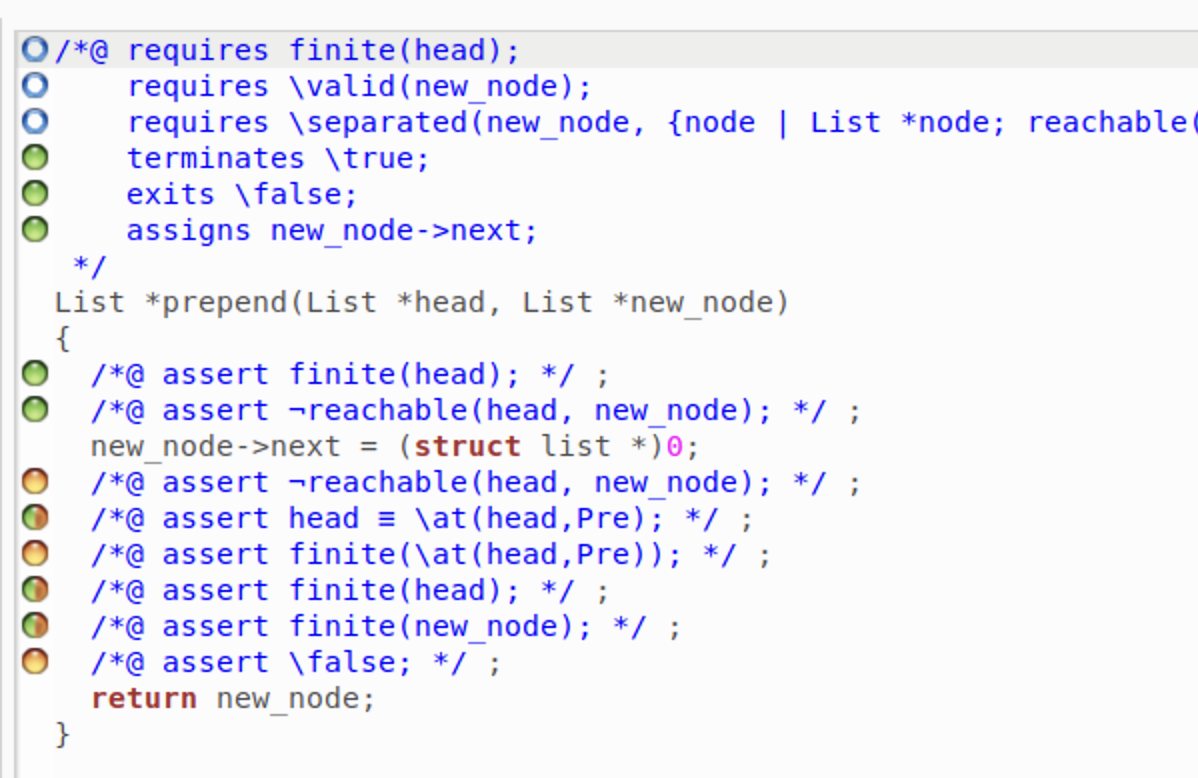 /*@ requires finite(head);
requires \valid(new_node);
requires \separated(new_node, {node | List *node; reachable(
terminates \true;
exits \false;
assigns new_node->next;
*/
List *prepend(List *head, List *new_node)
{
/*@ assert finite(head); */ ;
/*@ assert ¬reachable(head, new_node); */ ;
new_node->next = (struct list *)0;
/*@ assert ¬reachable(head, new_node); */ ;
/*@ assert head ≡ \at(head,Pre); */ ;
/*@ assert finite(\at(head,Pre)); */ ;
/*@ assert finite(head); */ ;
/*@ assert finite(new_node); */ ;
/*@ assert \false; */ ;
return new_node;
}